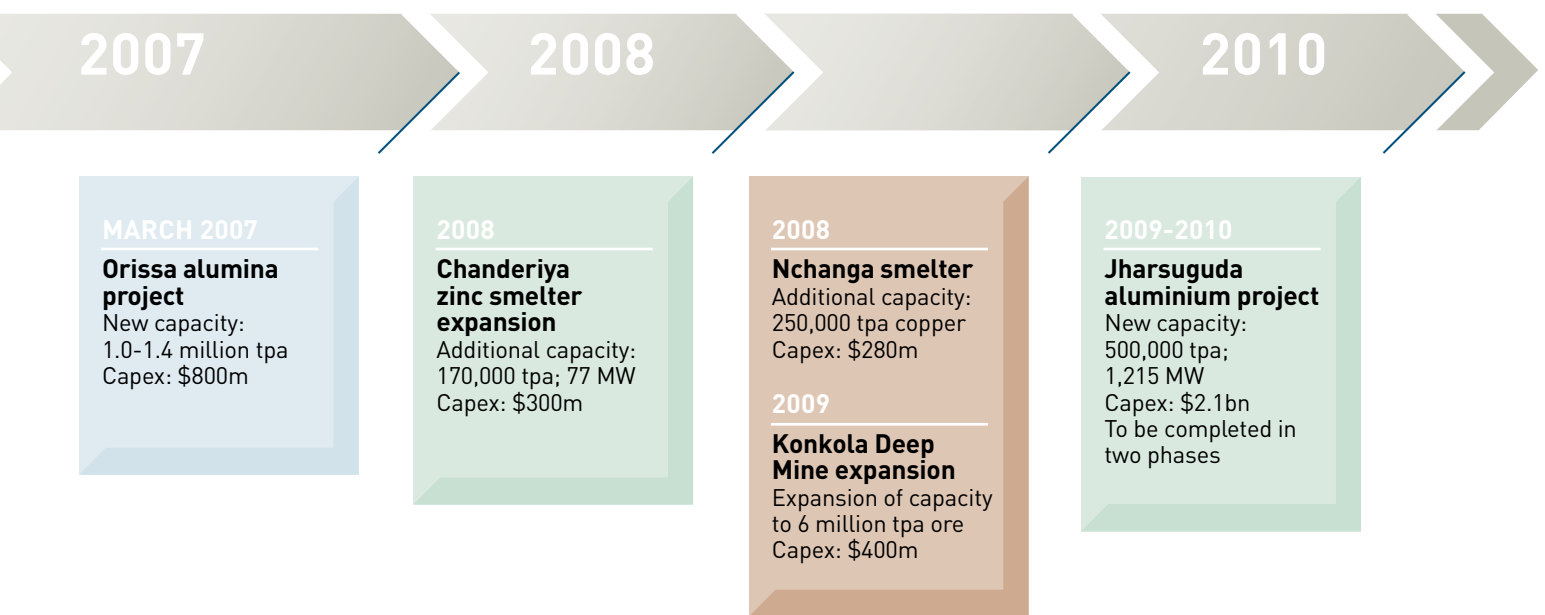 2007
2008
2010
MARCH 2007
Orissa alumina
project
New capacity:
1.0-1.4 million tpa
Capex: $800m
2008
Chanderiya
zinc smelter
expansion
Additional capacity:
170,000 tpa; 77 MW
Capex: $300m
2008
Nchanga smelter
Additional capacity:
250,000 tpa copper
Capex: $280m
2009
Konkola Deep
Mine expansion
Expansion of capacity
to 6 million tpa ore
Capex: $400m
2009-2010
Jharsuguda
aluminium project
New capacity:
500,000 tpa;
1,215 MW
Capex: $2.1bn
To be completed in
two phases